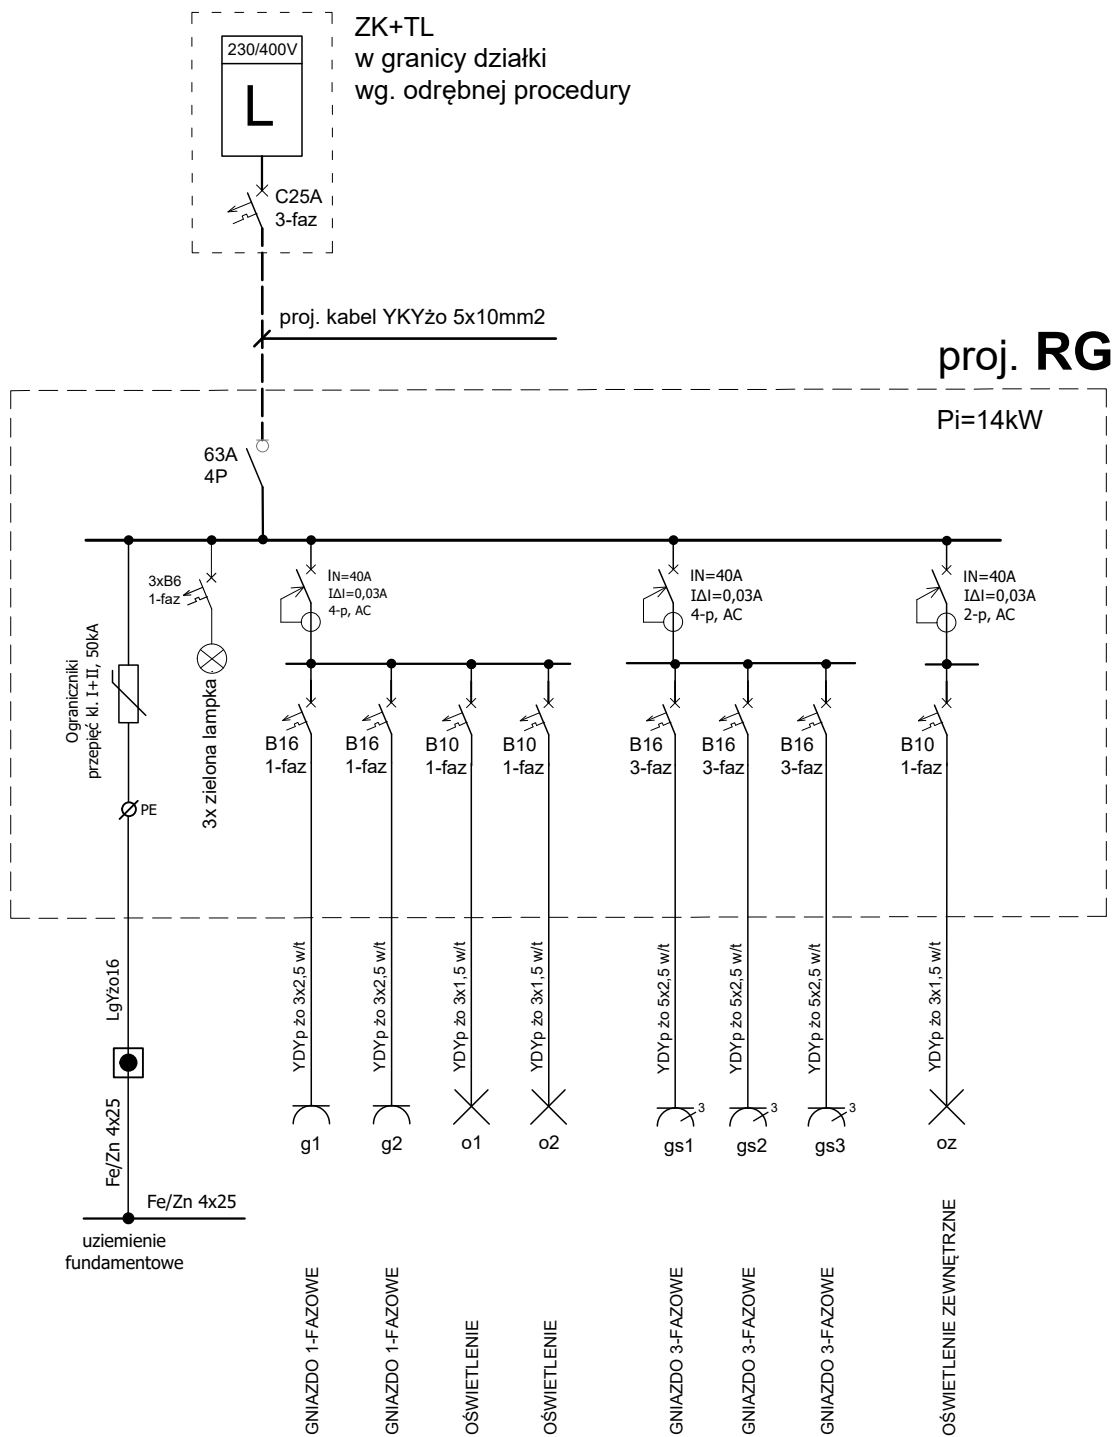 ZK+TL
w granicy działki
wg. odrębnej procedury
230/400V
L
C25A
3-faz
proj. kabel YKYżo 5x10mm2
proj. RG
Pi=14kW
63A
4P
3xB6
1-faz
IN=40A
IΔI=0,03A
4-p, AC
IN=40A
IΔI=0,03A
4-p, AC
IN=40A
IΔI=0,03A
2-p, AC
Ograniczniki
przepięć kl. I+II, 50kA
3x zielona lampka
PE
B16
1-faz
B16
1-faz
B10
1-faz
B10
1-faz
B16
3-faz
B16
3-faz
B16
3-faz
B10
1-faz
LgYżo16
YDYp żo 3x2,5 w/t
YDYp żo 3x2,5 w/t
YDYp żo 3x1,5 w/t
YDYp żo 3x1,5 w/t
YDYp żo 5x2,5 w/t
YDYp żo 5x2,5 w/t
YDYp żo 5x2,5 w/t
YDYp żo 3x1,5 w/t
3
3
3
g1
g2
o1
o2
gs1
gs2
gs3
oz
Fe/Zn 4x25
Fe/Zn 4x25
uziemienie
fundamentowe
GNIAZDO 1-FAZOWE
GNIAZDO 1-FAZOWE
OŚWIETLENIE
OŚWIETLENIE
GNIAZDO 3-FAZOWE
GNIAZDO 3-FAZOWE
GNIAZDO 3-FAZOWE
OŚWIETLENIE ZEWNĘTRZNE